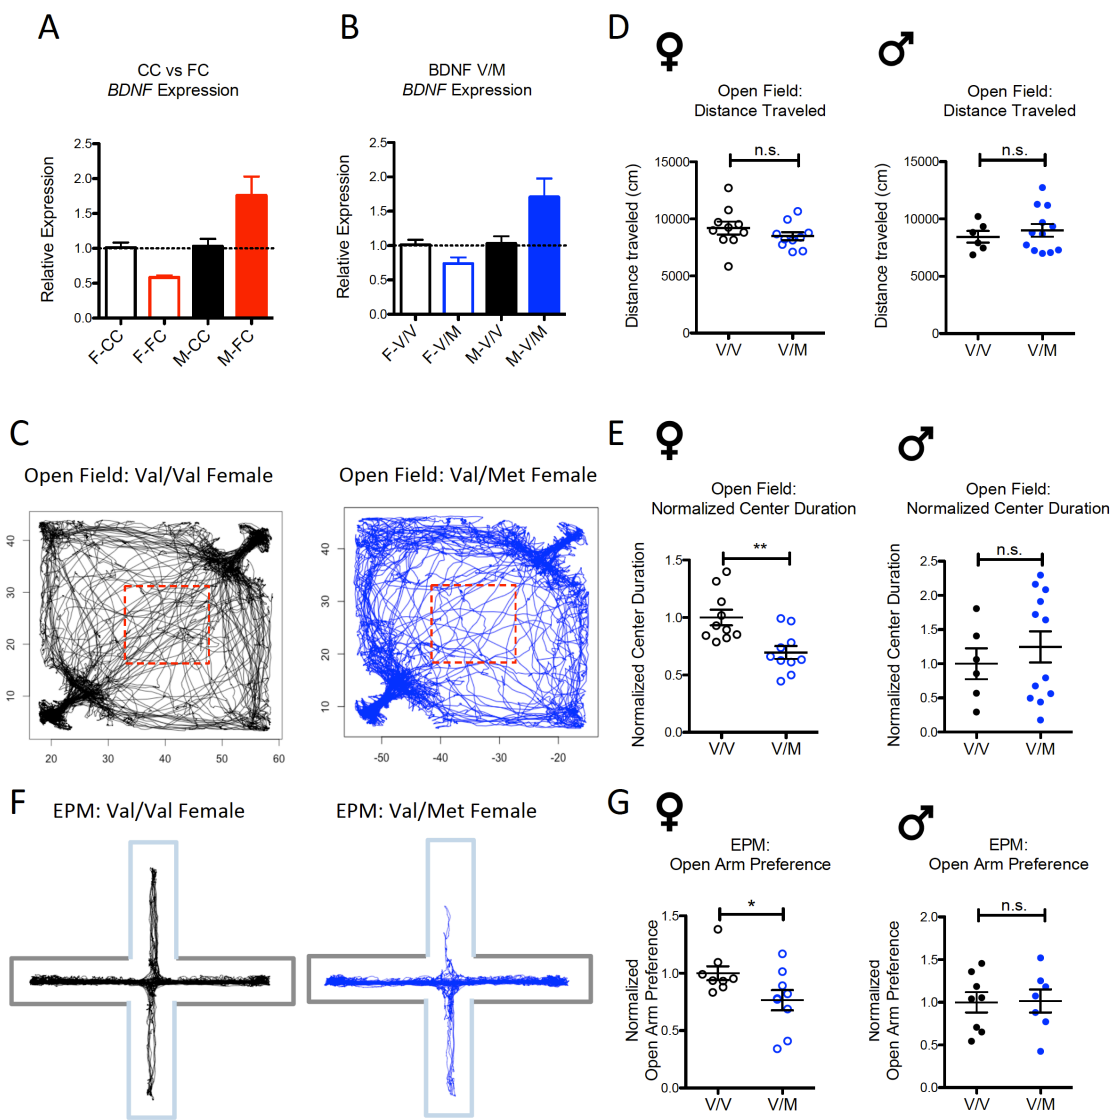 A
CC vs FC
BDNF Expression
Relative Expression
2.5
2.0
1.5
1.0
0.5
0.0
F-CC
F-FC
M-CC
M-FC
B
BDNF V/M
BDNF Expression
Relative Expression
2.5
2.0
1.5
1.0
0.5
0.0
F-V/V
F-V/M
M-V/V
M-V/M
D
♀
Open Field:
Distance Traveled
n.s.
Distance traveled (cm)
15000
10000
5000
0
V/V
V/M
♂
Open Field:
Distance Traveled
n.s.
Distance traveled (cm)
15000
10000
5000
0
V/V
V/M
C
Open Field: Val/Val Female
40
30
20
10
20
30
40
50
60
Open Field: Val/Met Female
40
30
20
10
-50
-40
-30
-20
E
♀
Open Field:
Normalized Center Duration
**
Normalized Center Duration
1.5
1.0
0.5
0.0
V/V
V/M
♂
Open Field:
Normalized Center Duration
n.s.
Normalized Center Duration
2.5
2.0
1.5
1.0
0.5
0.0
V/V
V/M
F
EPM: Val/Val Female
EPM: Val/Met Female
G
♀
EPM:
Open Arm Preference
*
Normalized
Open Arm Preference
1.5
1.0
0.5
0.0
V/V
V/M
♂
EPM:
Open Arm Preference
n.s.
Normalized
Open Arm Preference
2.0
1.5
1.0
0.5
0.0
V/V
V/M